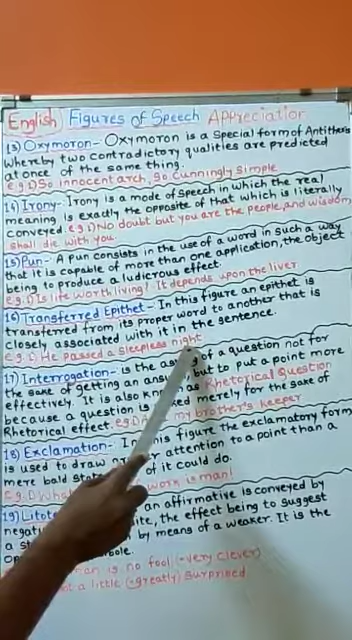 English Figures of Speech Appreciation
13) Oxymoron- Oxymoron is a special form of Antithesis
whereby two contradictory qualities are predicted
at once of the same thing.
e.g 1) So innocent arch, so cunningly simple
14) Irony- Irony is a mode of speech in which the real
meaning is exactly the opposite of that which is literally
conveyed. e.g 1) No doubt but you are the people, and wisdom
shall die with you.
15) Pun- A pun consists in the use of a word in such a way
that it is capable of more than one application, the object
being to produce a ludicrous effect.
e.g 1) Is life worth living? It depends upon the liver
16) Transferred Epithet- In this figure an epithet is
transferred from its proper word to another that is
closely associated with it in the sentence.
e.g 1) He passed a sleepless night
17) Interrogation- is the of a question not for
the sake of getting an but to put a point more
effectively. It is also known as Rhetorical Question
because a question is merely for the sake of
Rhetorical effect. e.g my brother's keeper
18) Exclamation- In this figure the exclamatory form
is used to draw attention to a point than a
mere bald of it could do.
E.g 1) work is man!
19) an affirmative is conveyed by
the effect being to suggest
a by means of a weaker. It is the
man is no fool (-very clever)
a little (-greatly) surprised